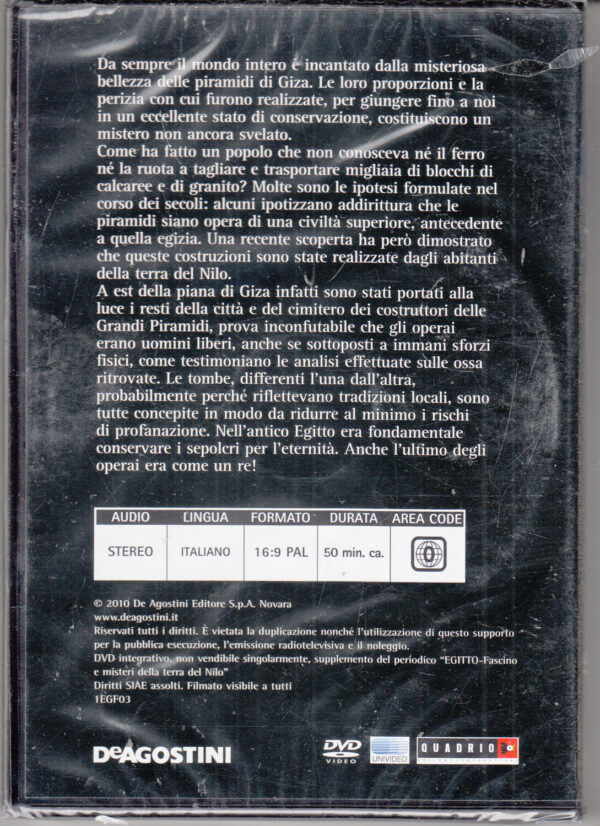 Da sempre il mondo intero è incantato dalla misteriosa
bellezza delle piramidi di Giza. Le loro proporzioni e la
perizia con cui furono realizzate, per giungere fino a noi
in un eccellente stato di conservazione, costituiscono un
mistero non ancora svelato.
Come ha fatto un popolo che non conosceva né il ferro
né la ruota a tagliare e trasportare migliaia di blocchi di
calcaree e di granito? Molte sono le ipotesi formulate nel
corso dei secoli: alcuni ipotizzano addirittura che le
piramidi siano opera di una civiltà superiore, antecedente
a quella egizia. Una recente scoperta ha però dimostrato
che queste costruzioni sono state realizzate dagli abitanti
della terra del Nilo.
A est della piana di Giza infatti sono stati portati alla
luce i resti della città e del cimitero dei costruttori delle
Grandi Piramidi, prova inconfutabile che gli operai
erano uomini liberi, anche se sottoposti a immani sforzi
fisici, come testimoniano le analisi effettuate sulle ossa
ritrovate. Le tombe, differenti l'una dall'altra,
probabilmente perché riflettevano tradizioni locali, sono
tutte concepite in modo da ridurre al minimo i rischi
di profanazione. Nell'antico Egitto era fondamentale
conservare i sepolcri per l'eternità. Anche l'ultimo degli
operai era come un re!
AUDIO LINGUA FORMATO DURATA AREA CODE
STEREO ITALIANO 16:9 PAL 50 min. ca. 0
© 2010 De Agostini Editore S.p.A. Novara
www.deagostini.it
Riservati tutti i diritti. È vietata la duplicazione nonché l'utilizzazione di questo supporto
per la pubblica esecuzione, l'emissione radiotelevisiva e il noleggio.
DVD integrativo, non vendibile singolarmente, supplemento del periodico "EGITTO-Fascino
e misteri della terra del Nilo"
Diritti SIAE assolti. Filmato visibile a tutti
1EGF03
DeAGOSTINI DVD VIDEO UNIVIDEO QUADRIO